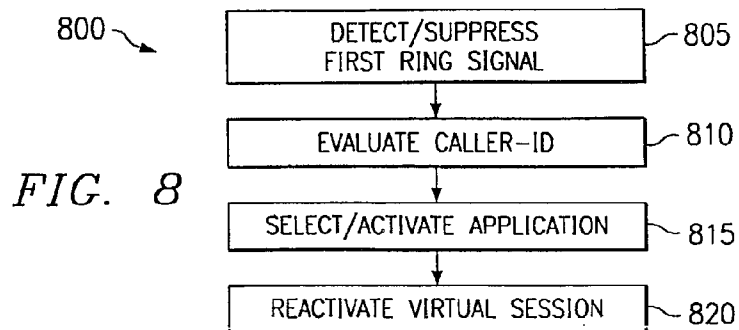 800
DETECT/SUPPRESS
FIRST RING SIGNAL
805
EVALUATE CALLER-ID
810
FIG. 8
SELECT/ACTIVATE APPLICATION
815
REACTIVATE VIRTUAL SESSION
820